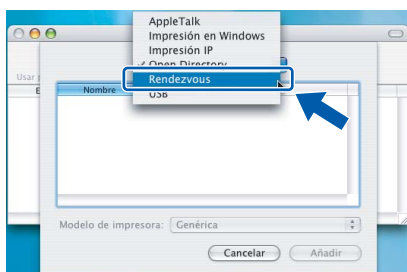 AppleTalk
Impresión en Windows
Impresión IP
✓ Open Directory
Rendezvous
USB
Usar
E
Nombre
Modelo de impresora: Genérica
Cancelar
Añadir